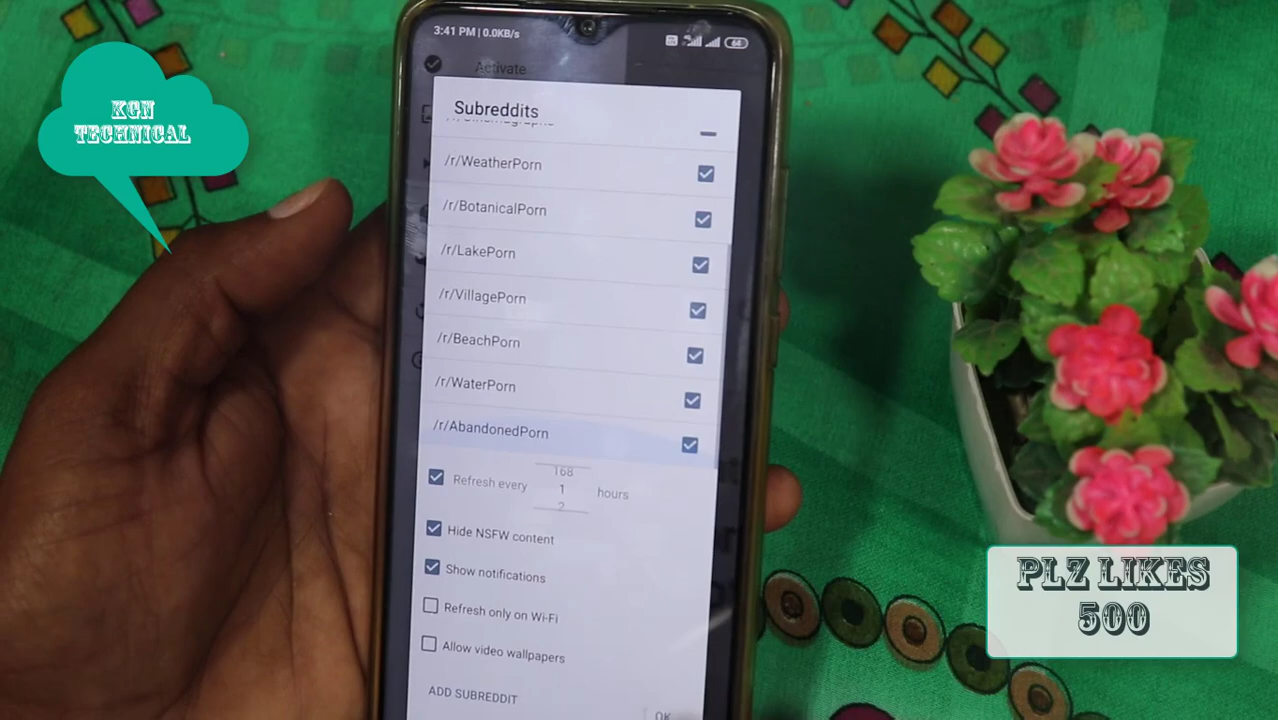 KGN
TECHNICAL
3:41 PM | 0.0KB/s
64
Activate
Subreddits
/r/WeatherPorn
/r/BotanicalPorn
/r/LakePorn
/r/VillagePorn
/r/BeachPorn
/r/WaterPorn
/r/AbandonedPorn
168
Refresh every 1 hours
2
Hide NSFW content
Show notifications
Refresh only on Wi-Fi
Allow video wallpapers
ADD SUBREDDIT
OK
PLZ LIKES
500